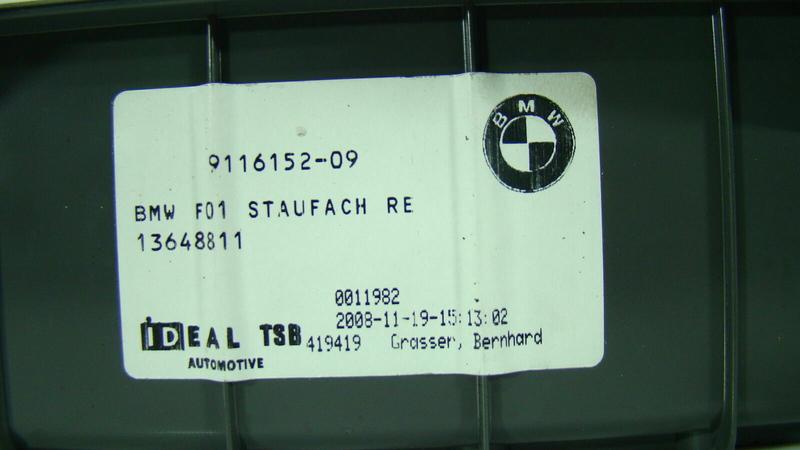 BMW
9116152-09
BMW F01 STAUFACH RE
13648811
0011982
2008-11-19-15:13:02
IDEAL TSB 419419 Grasser, Bernhard
AUTOMOTIVE